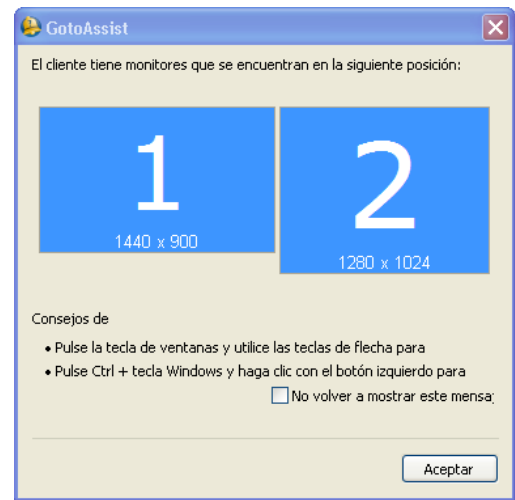 GotoAssist
El cliente tiene monitores que se encuentran en la siguiente posición:
1
1440 x 900
2
1280 x 1024
Consejos de
• Pulse la tecla de ventanas y utilice las teclas de flecha para
• Pulse Ctrl + tecla Windows y haga clic con el botón izquierdo para
No volver a mostrar este mensa
Aceptar